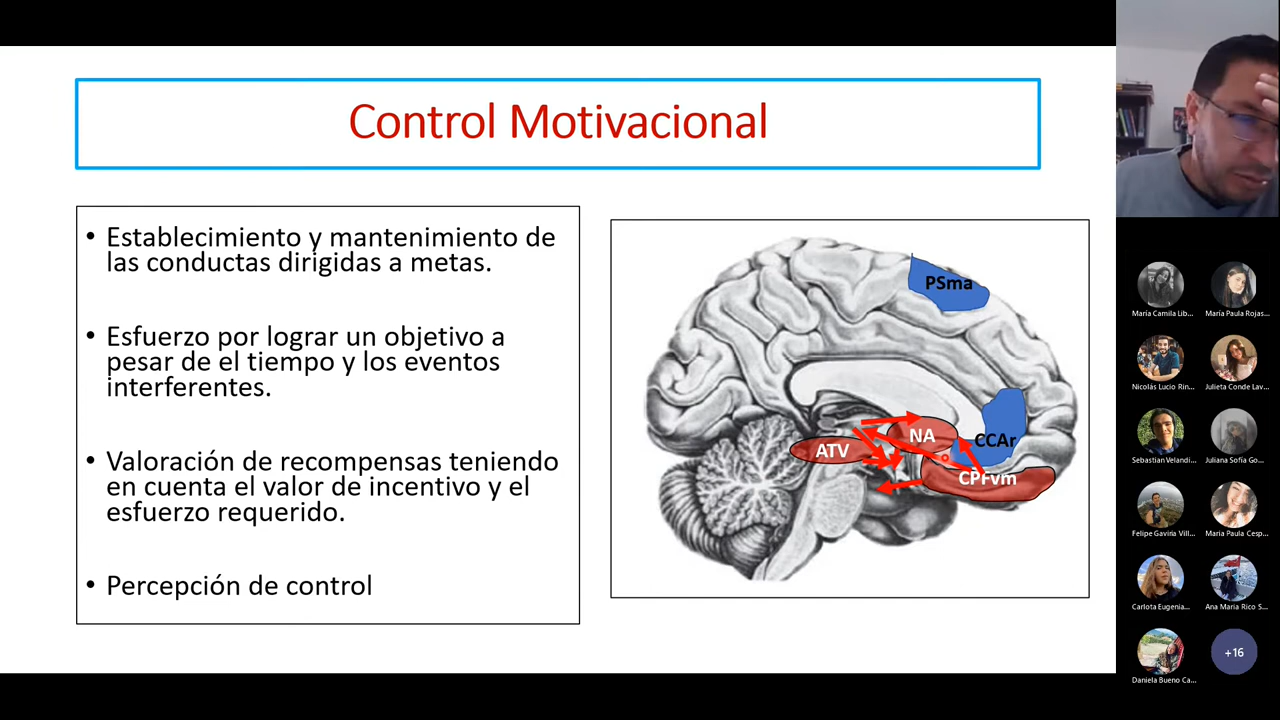 Control Motivacional
• Establecimiento y mantenimiento de
las conductas dirigidas a metas.
• Esfuerzo por lograr un objetivo a
pesar de el tiempo y los eventos
interferentes.
• Valoración de recompensas teniendo
en cuenta el valor de incentivo y el
esfuerzo requerido.
• Percepción de control
PSma
NA
CCAr
ATV
CPFvm
María Camila Lib...
María Paula Rojas...
Nicolás Lucio Rin...
Julieta Conde Lav...
Sebastian Velandi...
Juliana Sofía Go...
Felipe Gaviria Vill...
Maria Paula Cesp...
Carlota Eugenia...
Ana Maria Rico S...
Daniela Bueno Ca...
+16